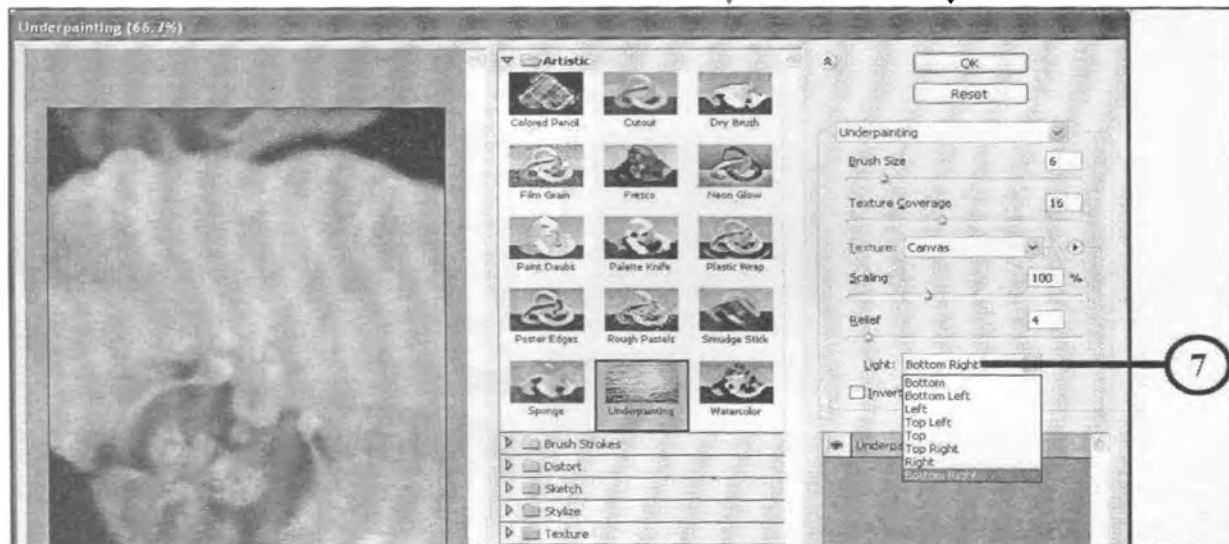 Underpainting (66.7%)
Artistic
Colored Pencil Cutout Dry Brush
Film Grain Fresco Neon Glow
Paint Daubs Palette Knife Plastic Wrap
Poster Edges Rough Pastels Smudge Stick
Sponge Underpainting Watercolor
Brush Strokes
Distort
Sketch
Stylize
Texture
OK
Reset
Underpainting
Brush Size 6
Texture Coverage 16
Texture: Canvas
Scaling 100 %
Relief 4
Light: Bottom Right
Invert
Bottom
Bottom Left
Left
Top Left
Top
Top Right
Right
Bottom Right
Underpa
7